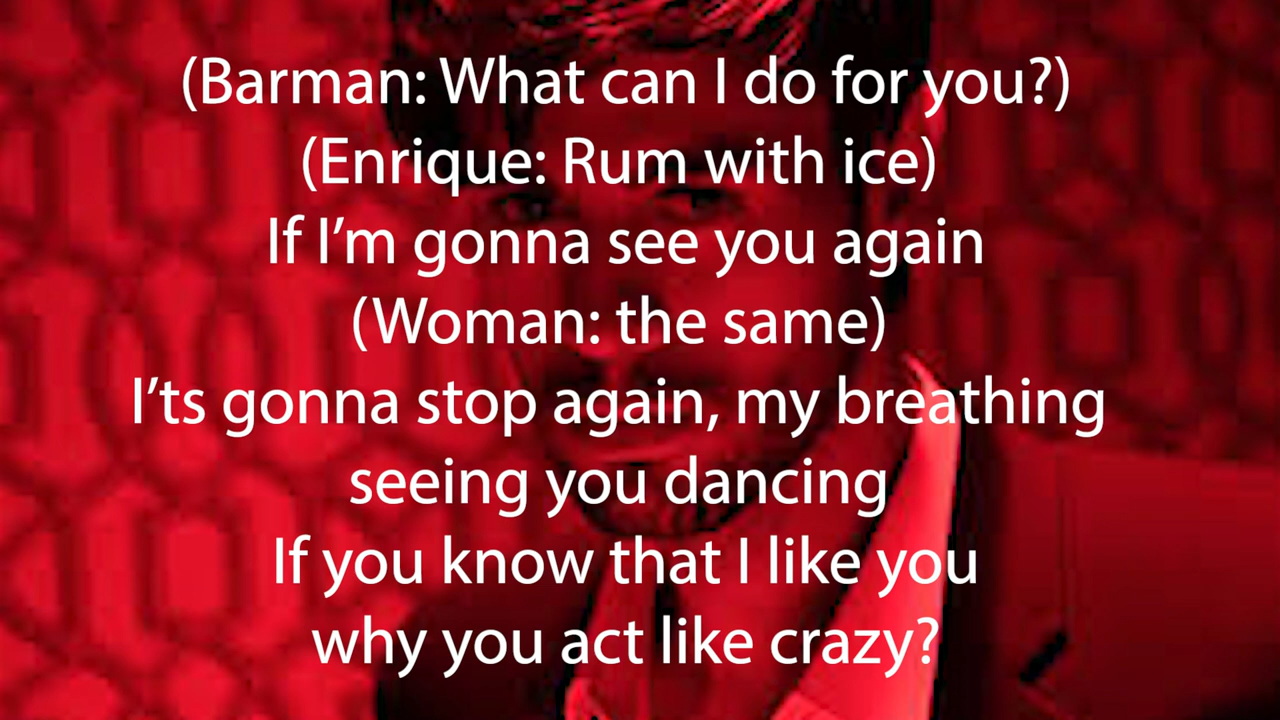 (Barman: What can I do for you?)
(Enrique: Rum with ice)
If I’m gonna see you again
(Woman: the same)
I’ts gonna stop again, my breathing
seeing you dancing
If you know that I like you
why you act like crazy?